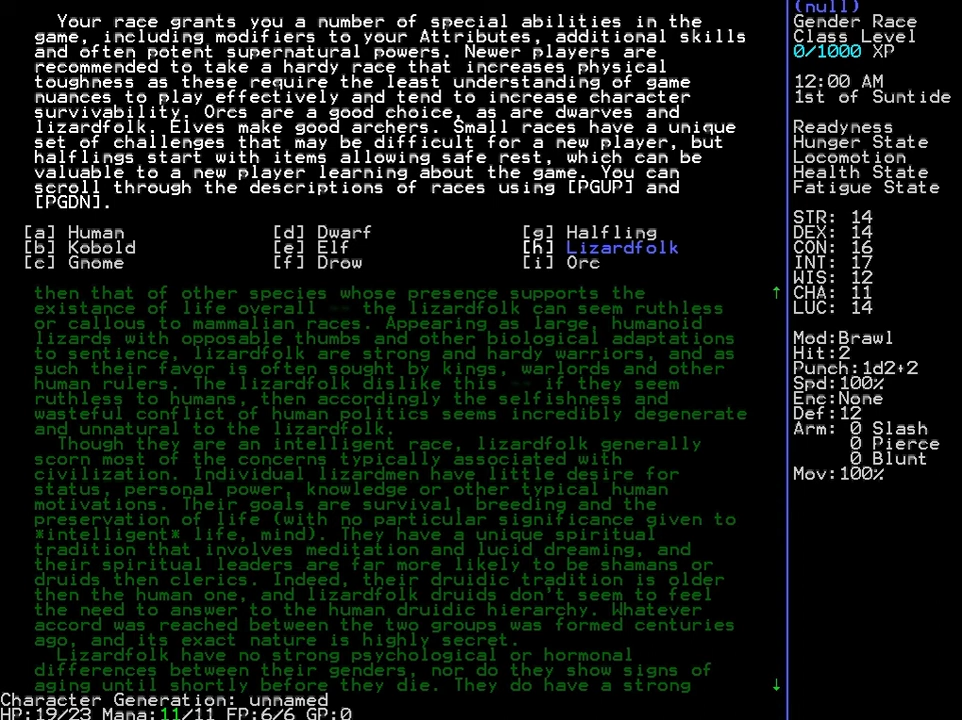 Your race grants you a number of special abilities in the
game, including modifiers to your Attributes, additional skills
and often potent supernatural powers. Newer players are
recommended to take a hardy race that increases physical
toughness as these require the least understanding of game
nuances to play effectively and tend to increase character
survivability. Orcs are a good choice, as are dwarves and
lizardfolk. Elves make good archers. Small races have a unique
set of challenges that may be difficult for a new player, but
halflings start with items allowing safe rest, which can be
valuable to a new player learning about the game. You can
scroll through the descriptions of races using [PGUP] and
[PGDN].
[a] Human [d] Dwarf [g] Halfling
[b] Kobold [e] Elf [h] Lizardfolk
[c] Gnome [f] Drow [i] Orc
then that of other species whose presence supports the
existance of life overall -- the lizardfolk can seem ruthless
or callous to mammalian races. Appearing as large, humanoid
lizards with opposable thumbs and other biological adaptations
to sentience, lizardfolk are strong and hardy warriors, and as
such their favor is often sought by kings, warlords and other
human rulers. The lizardfolk dislike this -- if they seem
ruthless to humans, then accordingly the selfishness and
wasteful conflict of human politics seems incredibly degenerate
and unnatural to the lizardfolk.
Though they are an intelligent race, lizardfolk generally
scorn most of the concerns typically associated with
civilization. Individual lizardmen have little desire for
status, personal power, knowledge or other typical human
motivations. Their goals are survival, breeding and the
preservation of life (with no particular significance given to
*intelligent* life, mind). They have a unique spiritual
tradition that involves meditation and lucid dreaming, and
their spiritual leaders are far more likely to be shamans or
druids then clerics. Indeed, their druidic tradition is older
then the human one, and lizardfolk druids don't seem to feel
the need to answer to the human druidic hierarchy. Whatever
accord was reached between the two groups was formed centuries
ago, and its exact nature is highly secret.
Lizardfolk have no strong psychological or hormonal
differences between their genders, nor do they show signs of
aging until shortly before they die. They do have a strong
Character Generation: unnamed
HP:19/23 Mana:11/11 FP:6/6 GP:0
(null)
Gender Race
Class Level
0/1000 XP
12:00 AM
1st of Suntide
Readyness
Hunger State
Locomotion
Health State
Fatigue State
STR: 14
DEX: 14
CON: 16
INT: 17
WIS: 12
CHA: 11
LUC: 14
Mod:Brawl
Hit:2
Punch:1d2+2
Spd:100%
Enc:None
Def:12
Arm: 0 Slash
0 Pierce
0 Blunt
Mov:100%